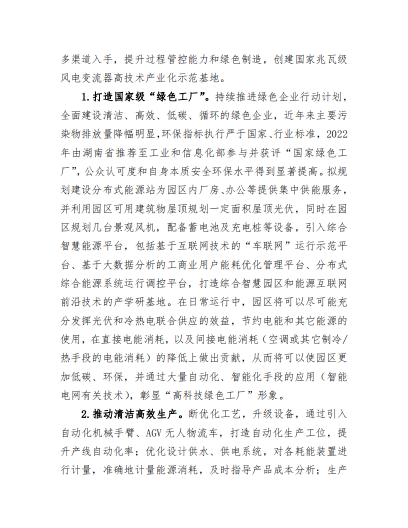 多渠道入手，提升过程管控能力和绿色制造，创建国家兆瓦级
风电变流器高技术产业化示范基地。
1.打造国家级“绿色工厂”。持续推进绿色企业行动计划，
全面建设清洁、高效、低碳、循环的绿色企业，近年来主要污
染物排放量降幅明显，环保指标执行严于国家、行业标准，2022
年由湖南省推荐至工业和信息化部参与并获评“国家绿色工
厂”，公众认可度和自身本质安全环保水平得到显著提高。拟规
划建设分布式能源站为园区内厂房、办公等提供集中供能服务，
并利用园区可用建筑物屋顶规划一定面积屋顶光伏，同时在园
区规划几台景观风机，配备蓄电池及充电桩等设备，引入综合
智慧能源平台，包括基于互联网技术的“车联网”运行示范平
台、基于大数据分析的工商业用户能耗优化管理平台、分布式
综合能源系统运行调控平台，打造综合智慧园区和能源互联网
前沿技术的产学研基地。在日常运行中，园区将可以尽可能充
分发挥光伏和冷热电联合供应的效益，节约电能和其它能源的
使用，在直接电能消耗，以及间接电能消耗（空调或其它制冷/
热手段的电能消耗）的降低上做出贡献，从而将可以使园区更
加低碳、环保，并通过大量自动化、智能化手段的应用（智能
电网有关技术），彰显“高科技绿色工厂”形象。
2.推动清洁高效生产。断优化工艺，升级设备，通过引入
自动化机械手臂、AGV 无人物流车，打造自动化生产工位，提
升产线自动化率；优化设计供水、供电系统，对各耗能装置进
行计量，准确地计量能源消耗，及时指导产品成本分析；生产